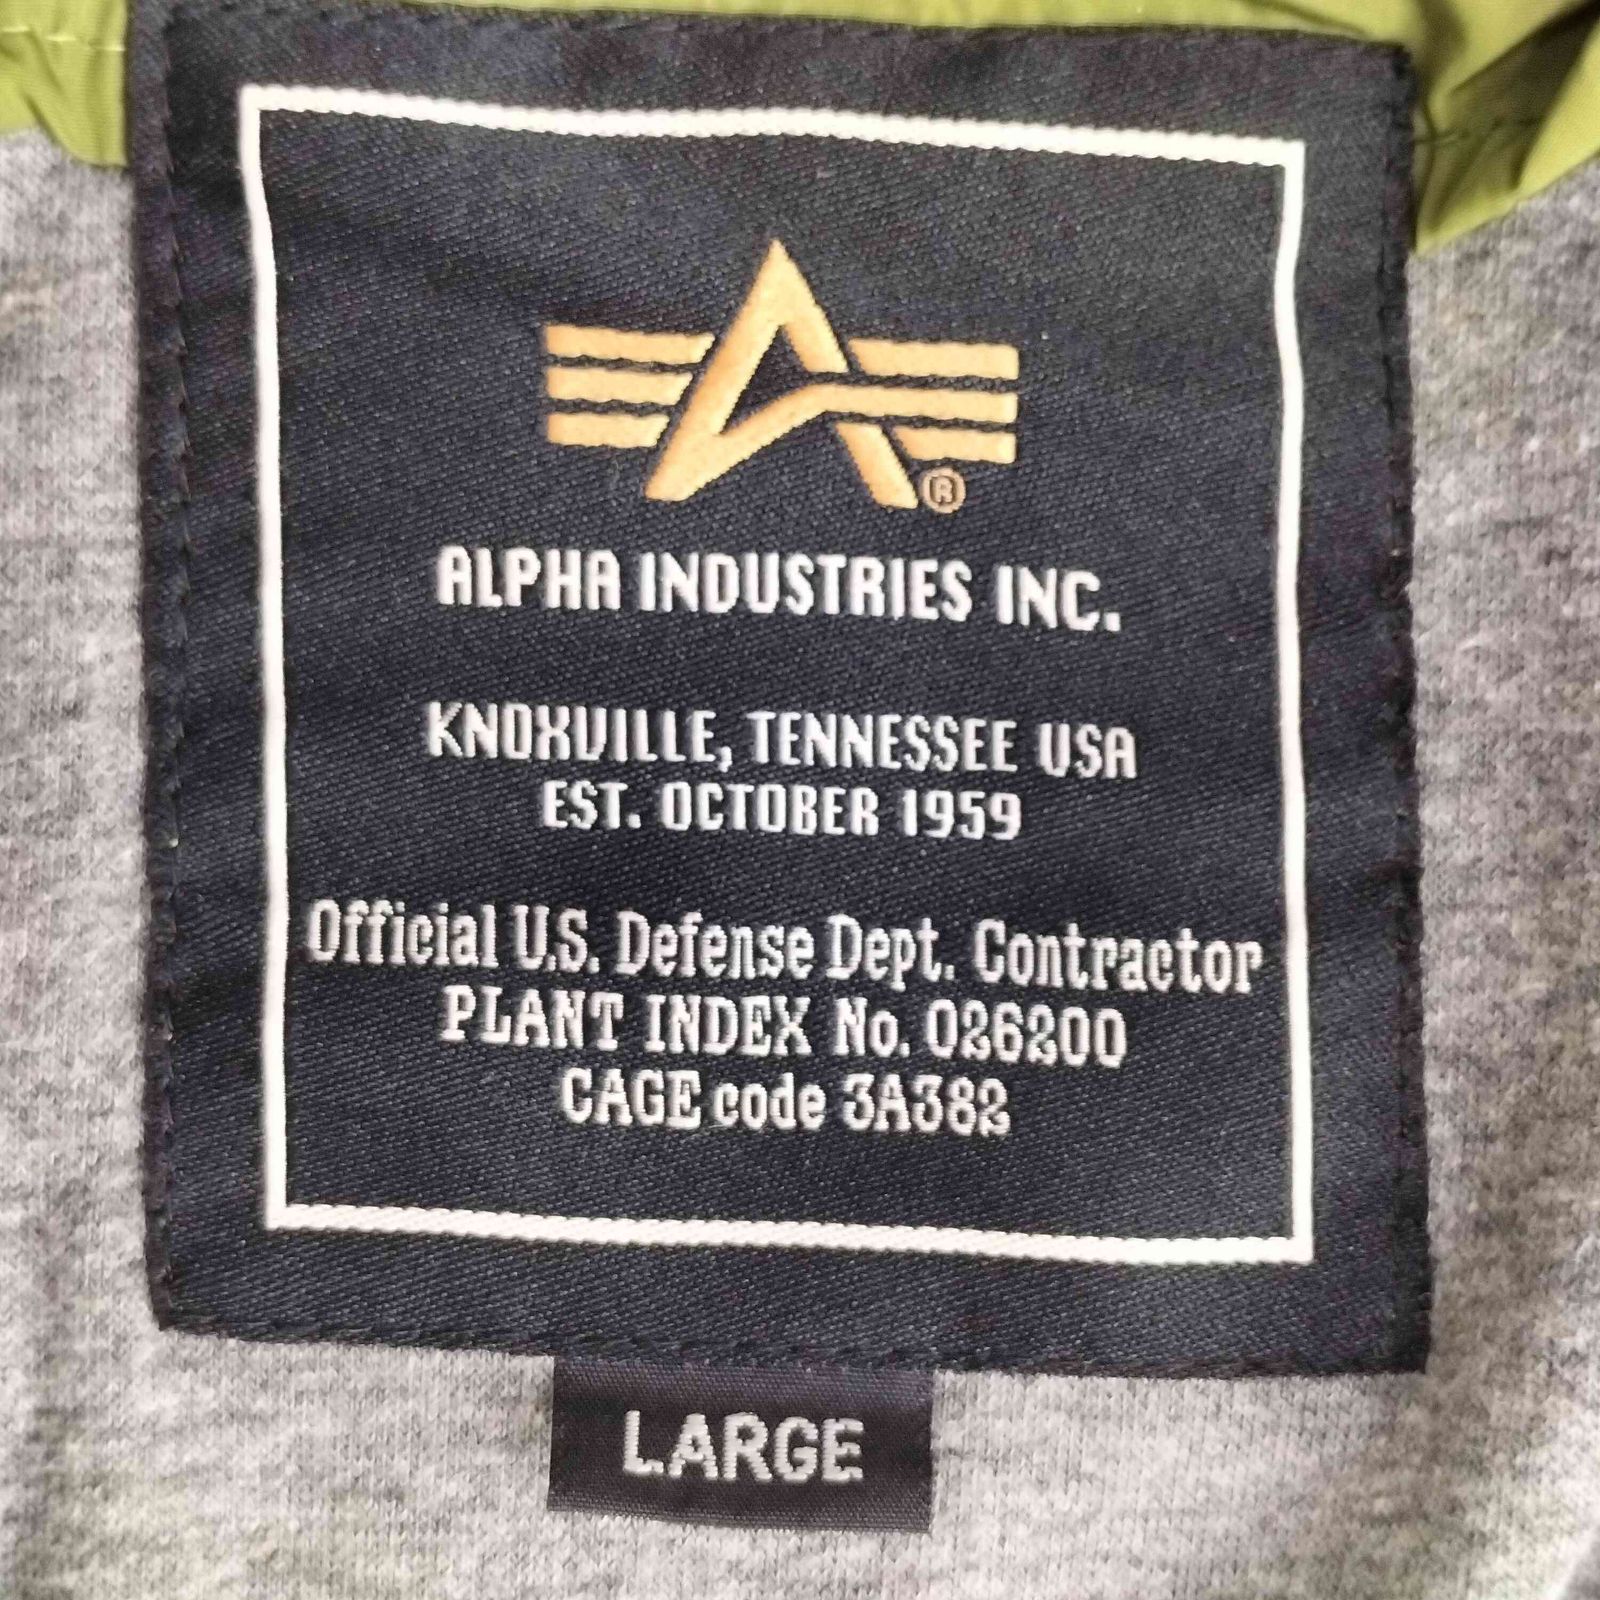 ®
ALPHA INDUSTRIES INC.
KNOXVILLE, TENNESSEE USA
EST. OCTOBER 1959
Official U.S. Defense Dept. Contractor
PLANT INDEX No. 026200
CAGE code 3A382
LARGE